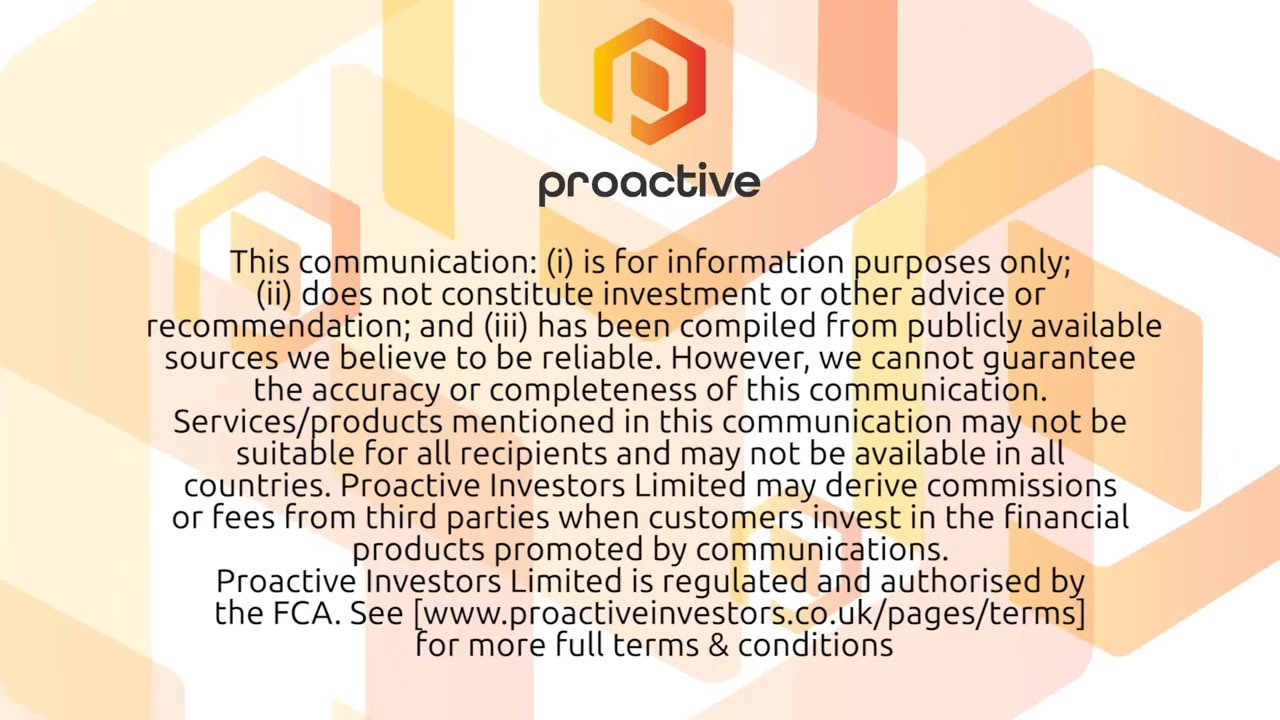 proactive
This communication: (i) is for information purposes only;
(ii) does not constitute investment or other advice or
recommendation; and (iii) has been compiled from publicly available
sources we believe to be reliable. However, we cannot guarantee
the accuracy or completeness of this communication.
Services/products mentioned in this communication may not be
suitable for all recipients and may not be available in all
countries. Proactive Investors Limited may derive commissions
or fees from third parties when customers invest in the financial
products promoted by communications.
Proactive Investors Limited is regulated and authorised by
the FCA. See [www.proactiveinvestors.co.uk/pages/terms]
for more full terms & conditions